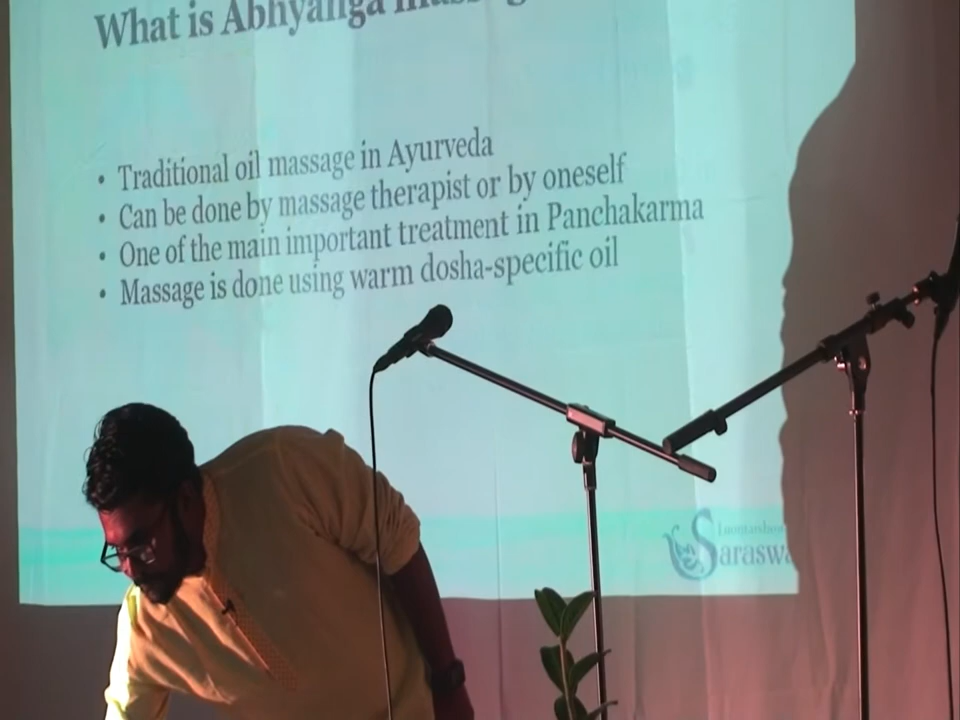 What is Abhyanga massag
• Traditional oil massage in Ayurveda
• Can be done by massage therapist or by oneself
• One of the main important treatment in Panchakarma
• Massage is done using warm dosha-specific oil
Saraswa